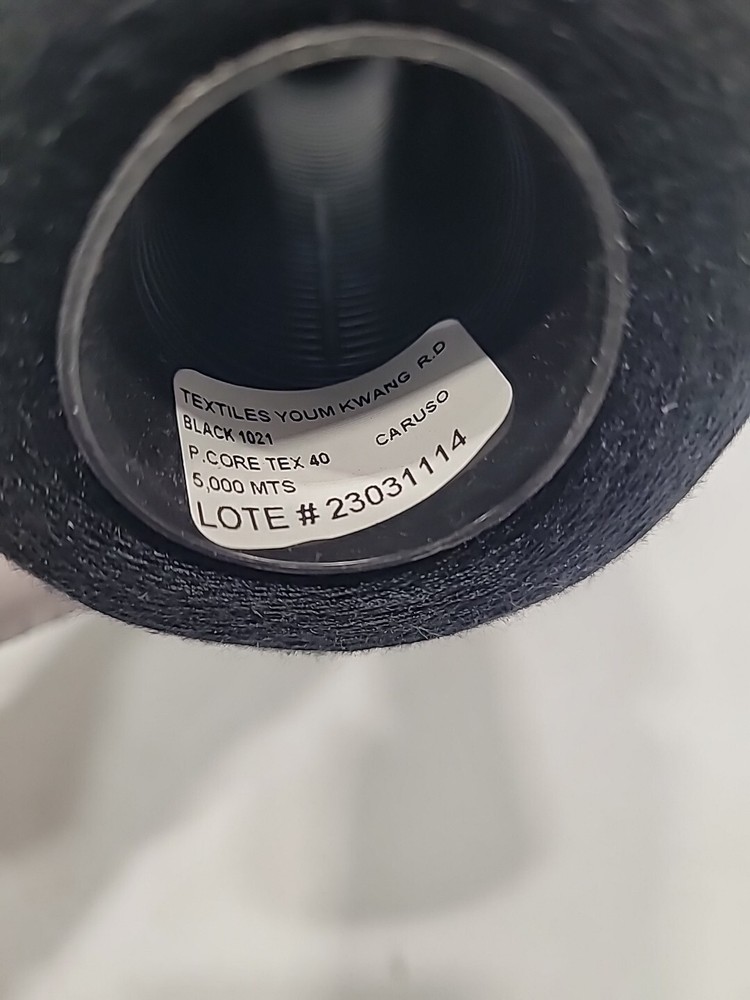 TEXTILES YOUM KWANG R.D
BLACK 1021
CARUSO
P.CORE TEX 40
5,000 MTS
LOTE # 23031114